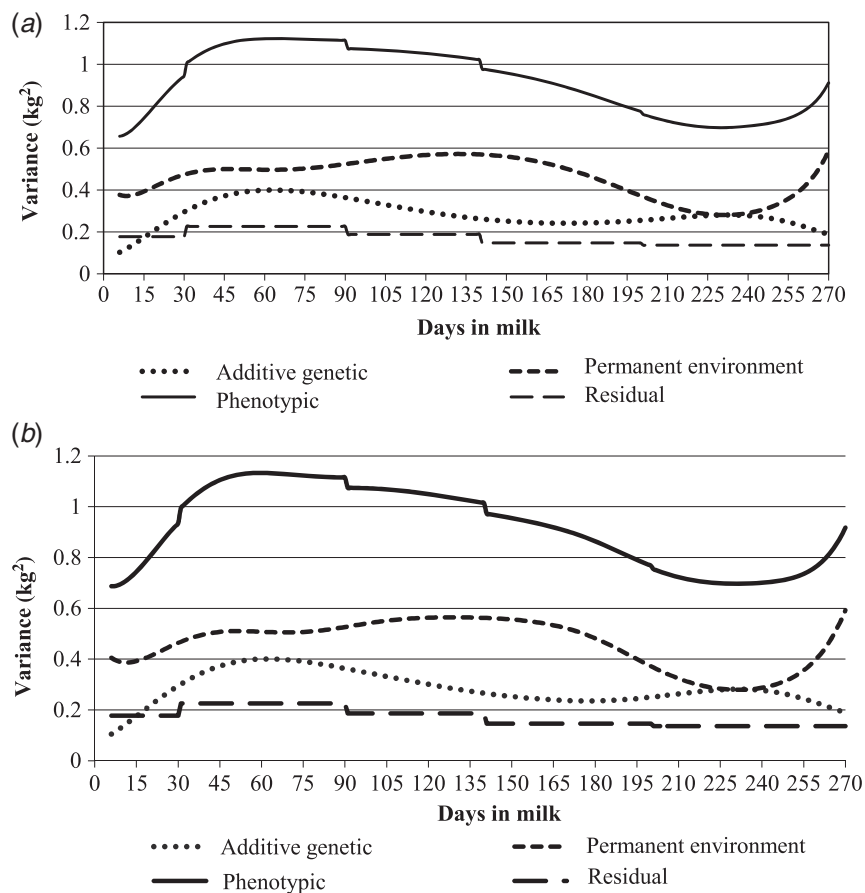 (a)
1.2
1
0.8
0.6
0.4
0.2
0
Variance (kg²)
0 15 30 45 60 75 90 105 120 135 150 165 180 195 210 225 240 255 270
Days in milk
Additive genetic
Permanent environment
Phenotypic
Residual
(b)
1.2
1
0.8
0.6
0.4
0.2
0
Variance (kg²)
0 15 30 45 60 75 90 105 120 135 150 165 180 195 210 225 240 255 270
Days in milk
Additive genetic
Permanent environment
Phenotypic
Residual